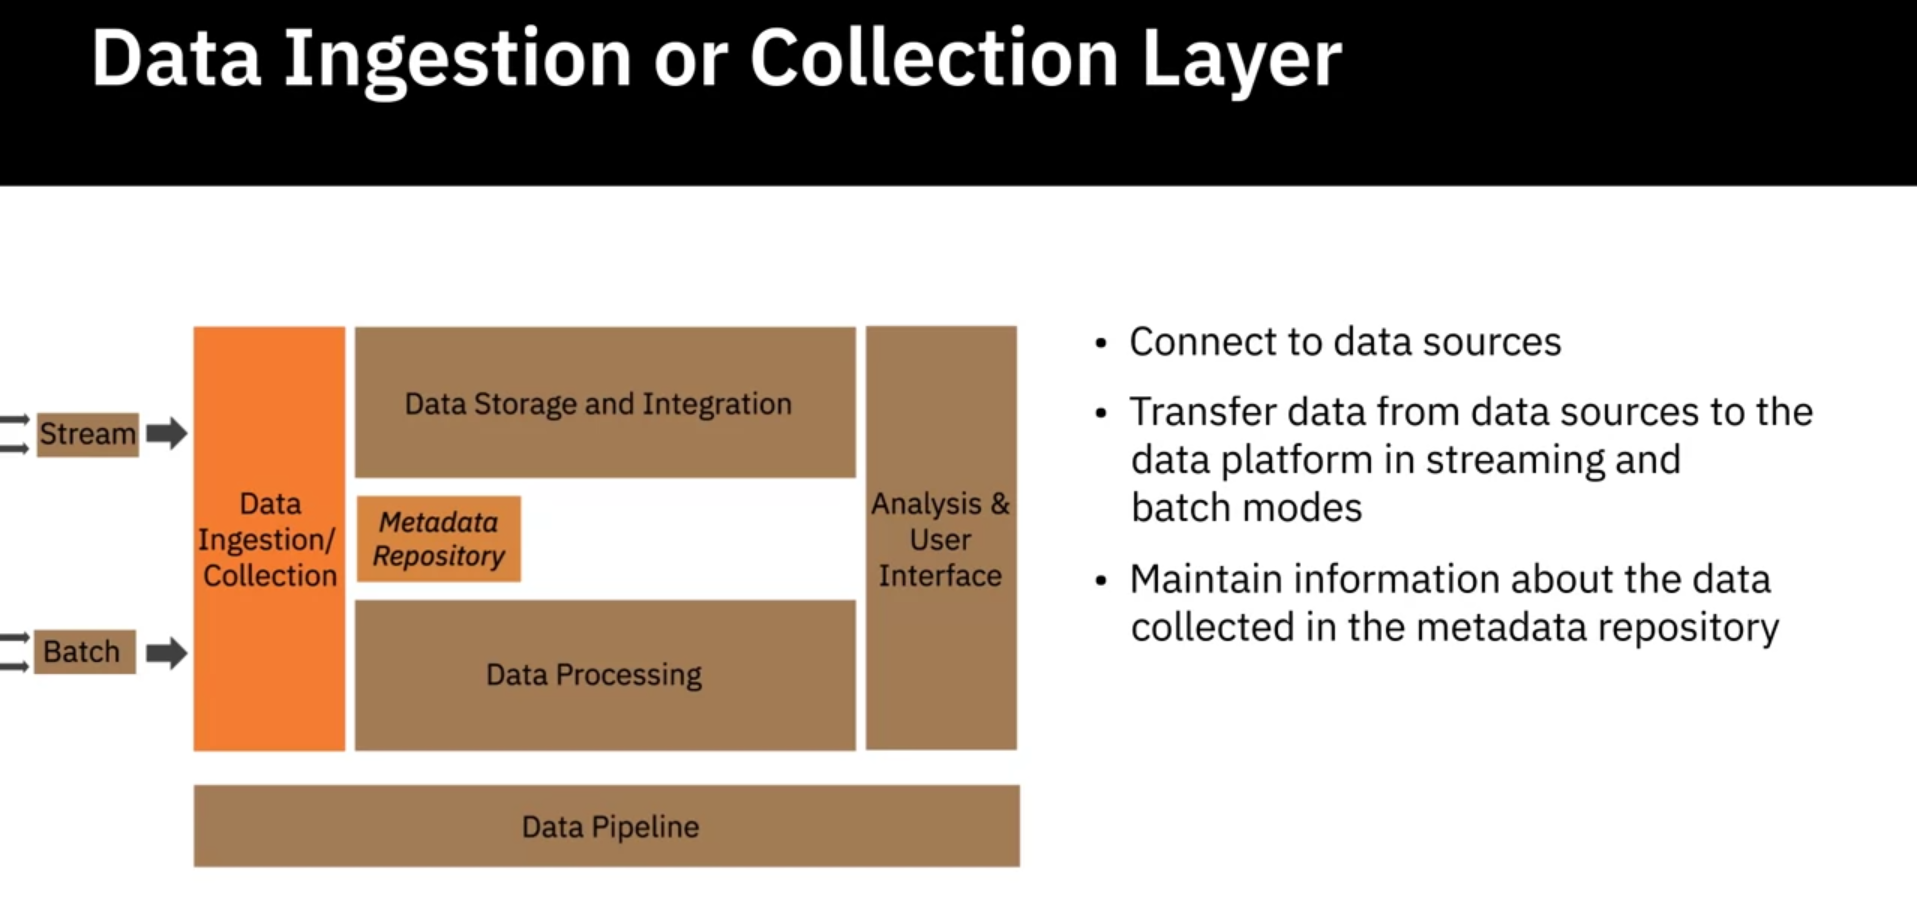 Data Ingestion or Collection Layer
Stream
Batch
Data
Ingestion/
Collection
Data Storage and Integration
Metadata
Repository
Data Processing
Analysis &
User
Interface
Data Pipeline
• Connect to data sources
• Transfer data from data sources to the
data platform in streaming and
batch modes
• Maintain information about the data
collected in the metadata repository